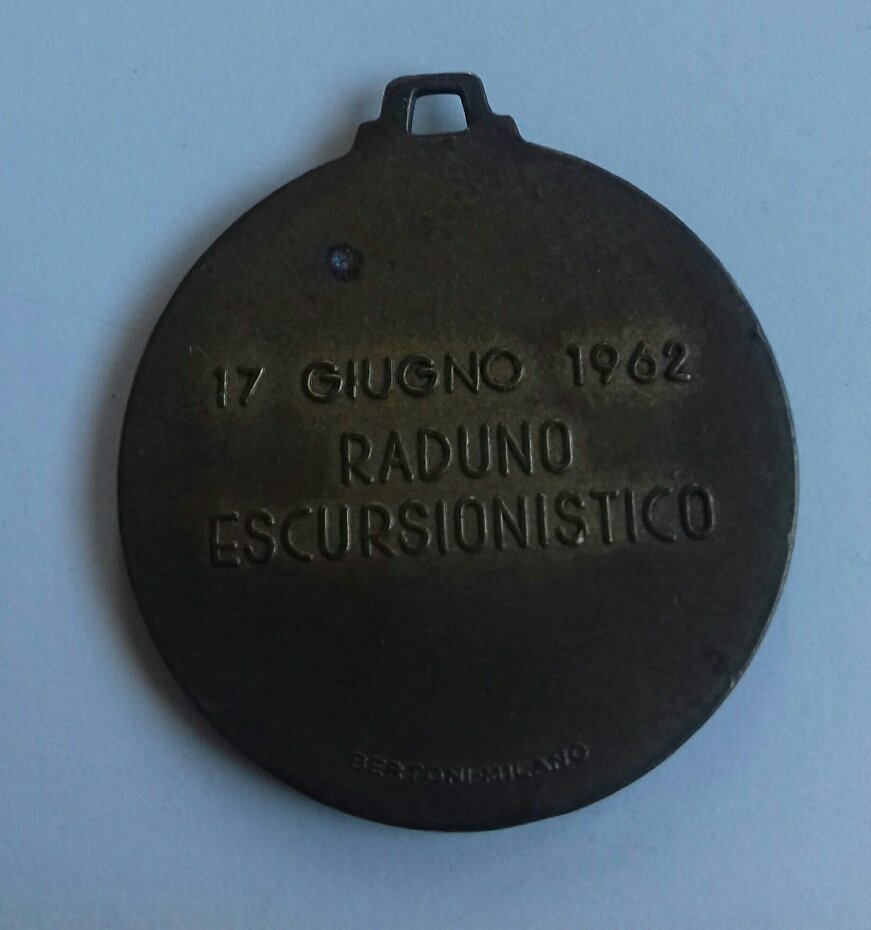 17 GIUGNO 1962
RADUNO
ESCURSIONISTICO
BERTONI-MILANO